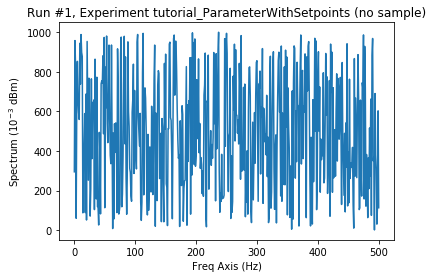 Run #1, Experiment tutorial_ParameterWithSetpoints (no sample)
1000
800
600
400
200
0
Spectrum (10⁻³ dBm)
0 100 200 300 400 500
Freq Axis (Hz)